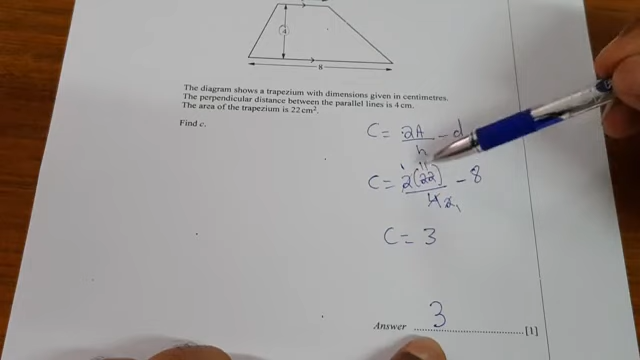 8
The diagram shows a trapezium with dimensions given in centimetres.
The perpendicular distance between the parallel lines is 4 cm.
The area of the trapezium is 22 cm².
Find c.
C = 2A/h - d
C = 2(22)/4 - 8
C = 3
Answer 3 [1]